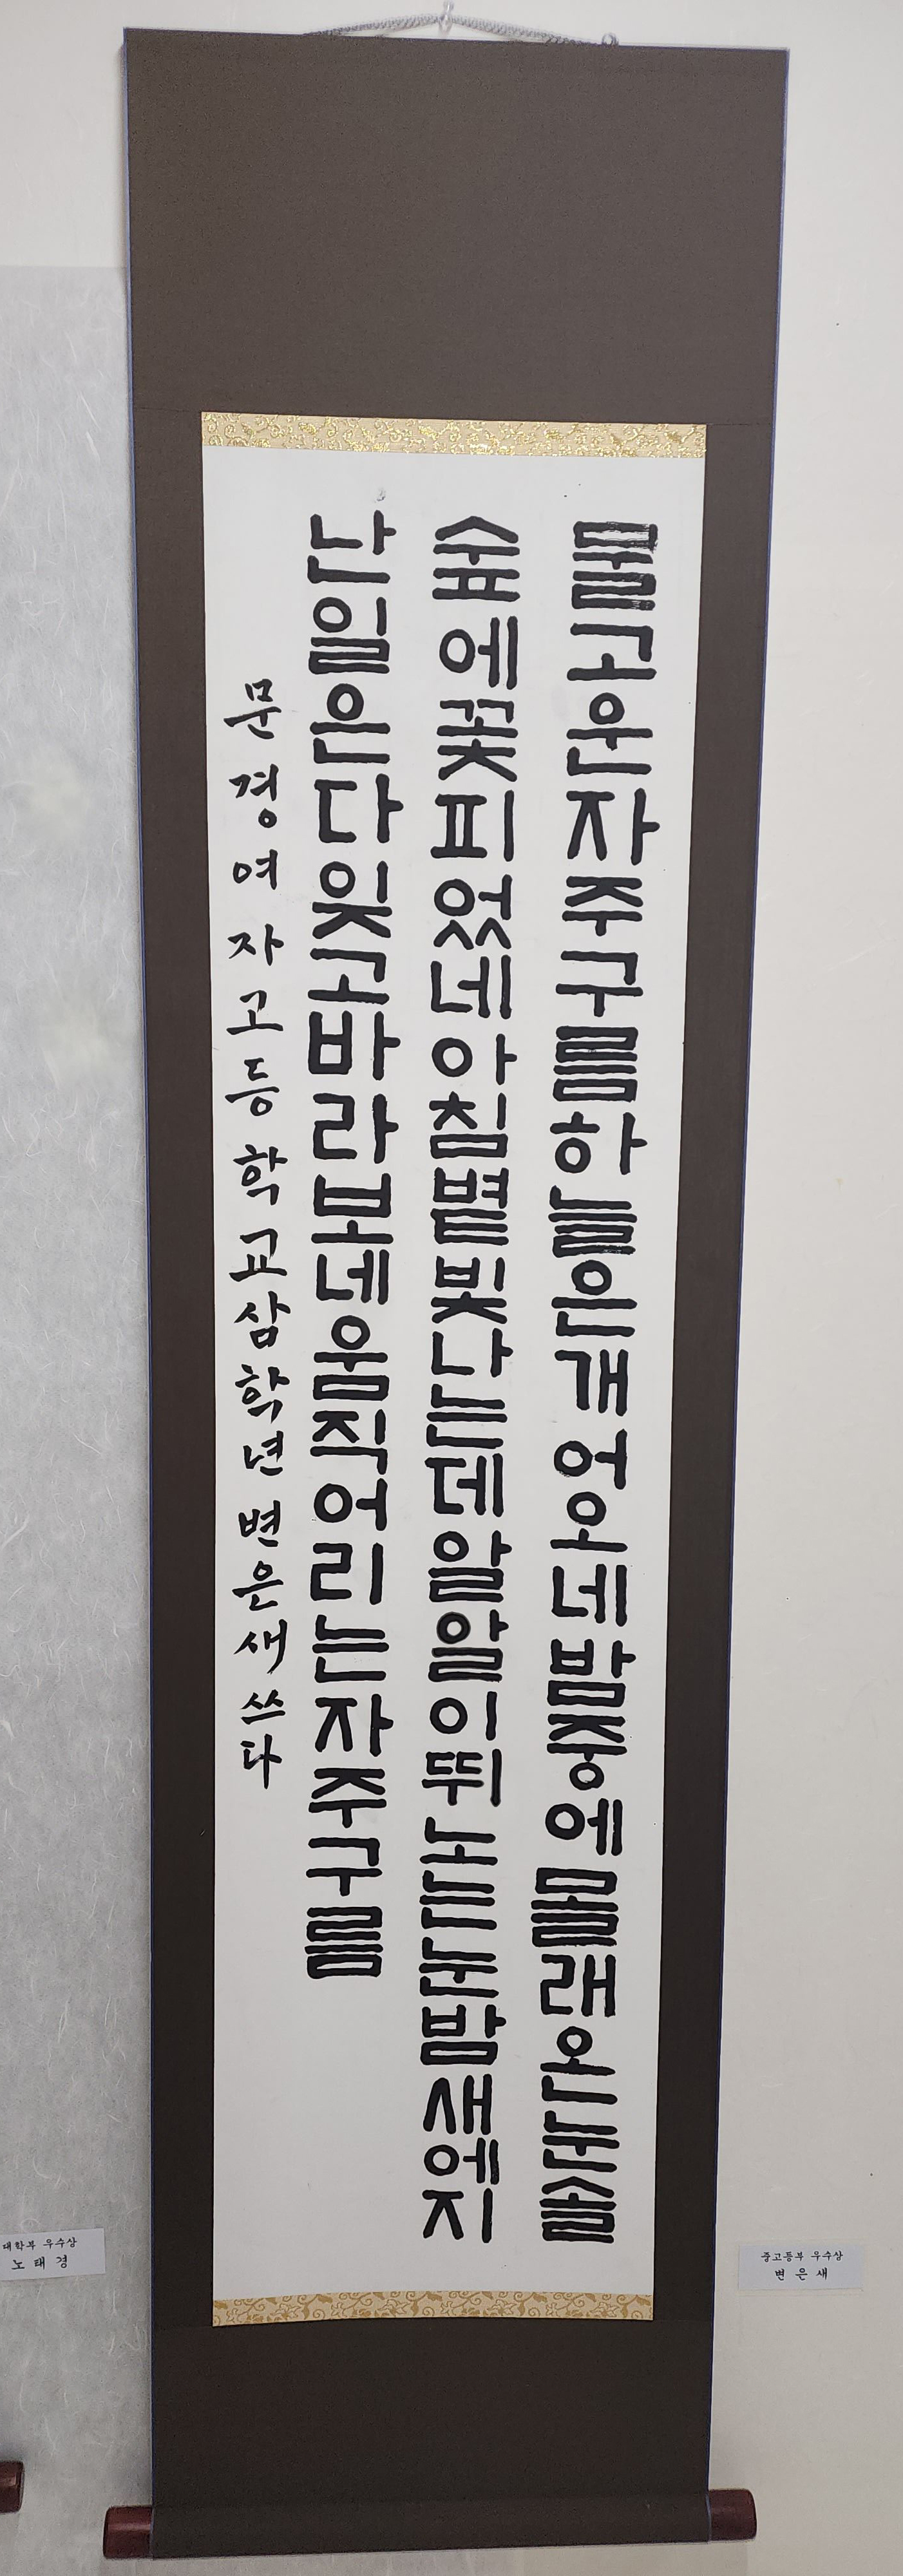 물고운자주구름하늘은개어오네밤중에몰래온눈솔
숲에꽃피었네아침볕빛나는데알알이뛰노는눈밤새에지
난일은다잊고바라보네움직어리는자주구름
문경여자고등학교삼학년변은새쓰다
대학부 우수상
노태경
중고등부 우수상
변은새